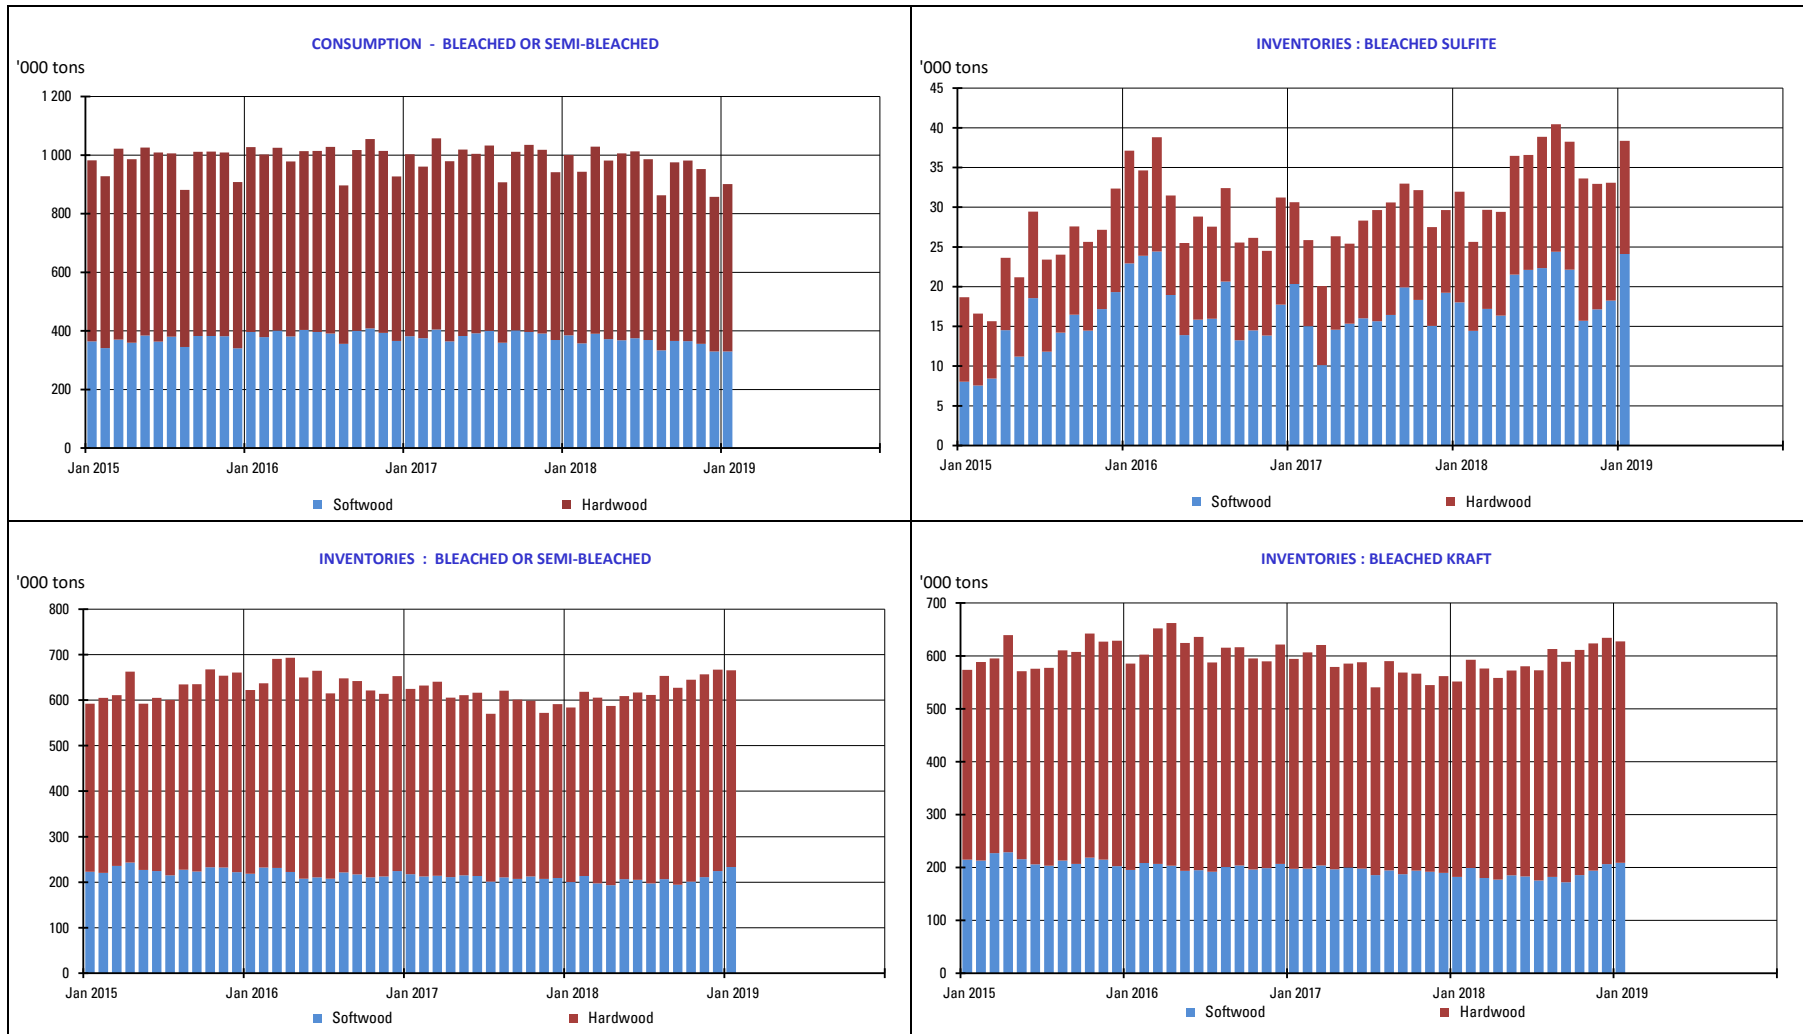 CONSUMPTION - BLEACHED OR SEMI-BLEACHED
'000 tons
1 200
1 000
800
600
400
200
0
Jan 2015 Jan 2016 Jan 2017 Jan 2018 Jan 2019
Softwood Hardwood
INVENTORIES : BLEACHED SULFITE
'000 tons
45
40
35
30
25
20
15
10
5
0
Jan 2015 Jan 2016 Jan 2017 Jan 2018 Jan 2019
Softwood Hardwood
INVENTORIES : BLEACHED OR SEMI-BLEACHED
'000 tons
800
700
600
500
400
300
200
100
0
Jan 2015 Jan 2016 Jan 2017 Jan 2018 Jan 2019
Softwood Hardwood
INVENTORIES : BLEACHED KRAFT
'000 tons
700
600
500
400
300
200
100
0
Jan 2015 Jan 2016 Jan 2017 Jan 2018 Jan 2019
Softwood Hardwood